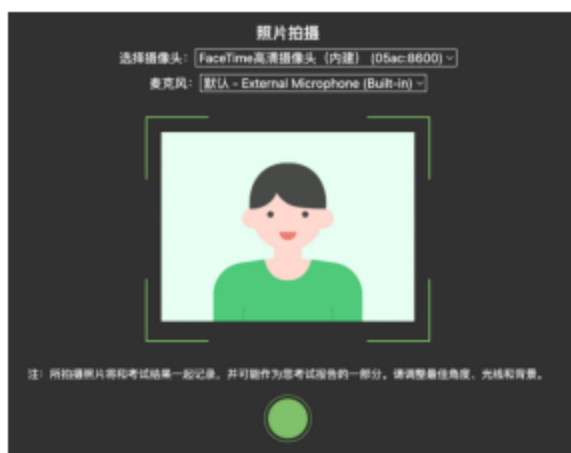 照片拍摄
选择摄像头: FaceTime高清摄像头（内建） (05ac:8600)
麦克风: 默认 - External Microphone (Built-in)
注：所拍摄照片将和考试结果一起记录，并可能作为您考试报告的一部分。请调整最佳角度、光线和背景。